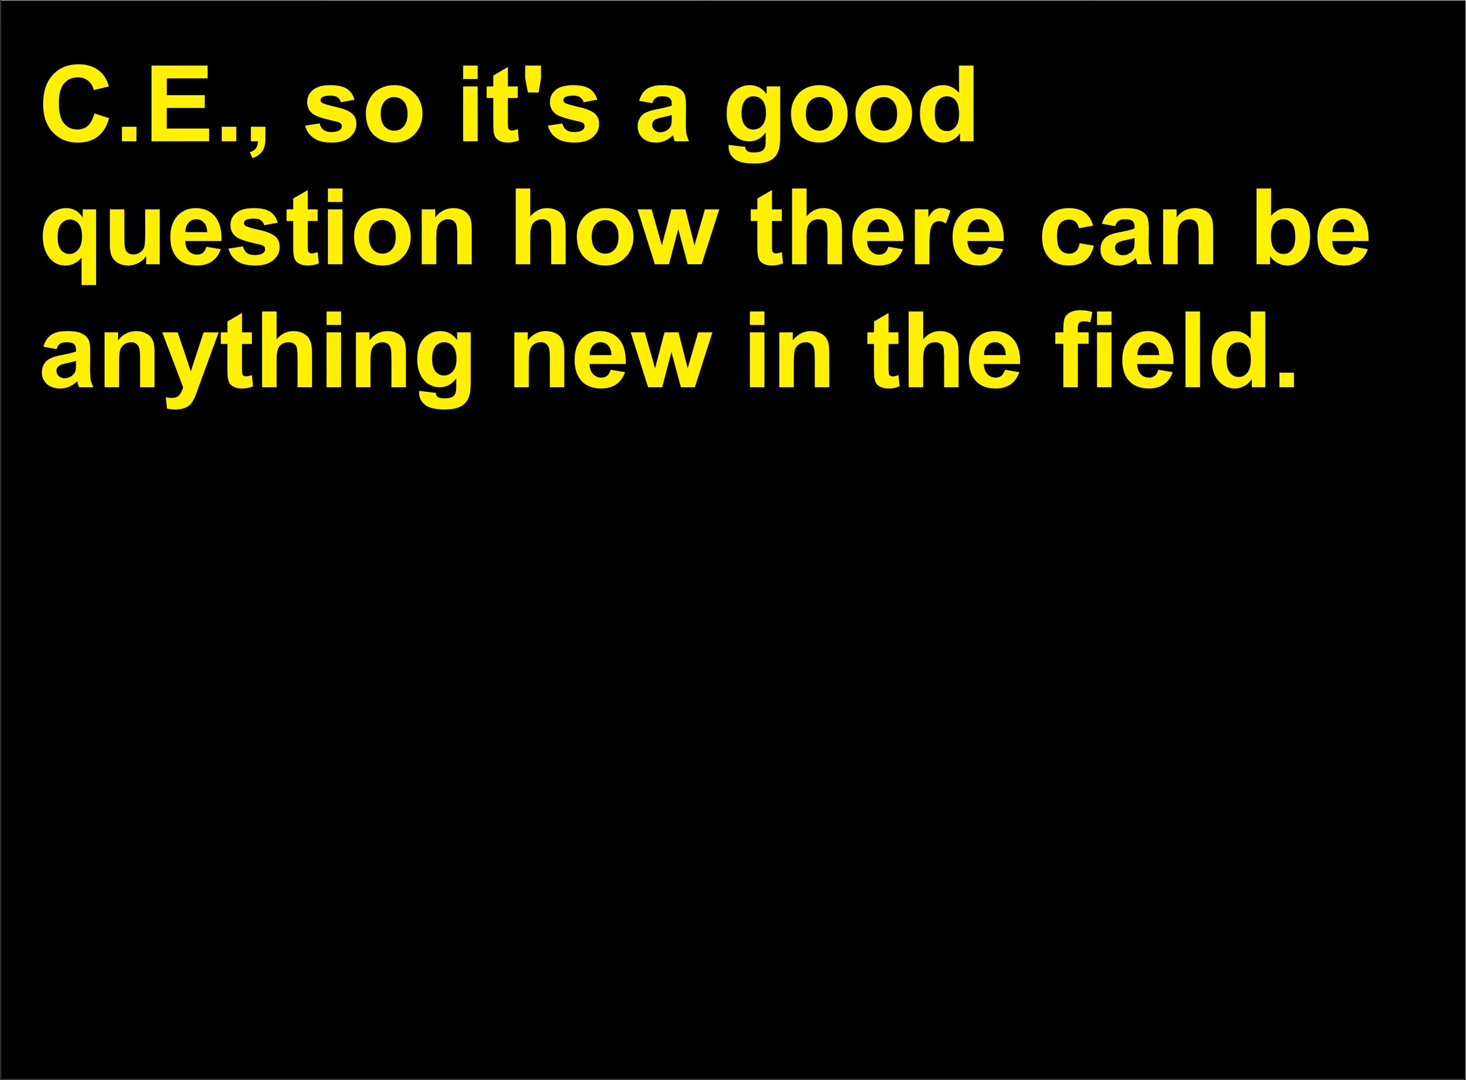 C.E., so it's a good
question how there can be
anything new in the field.